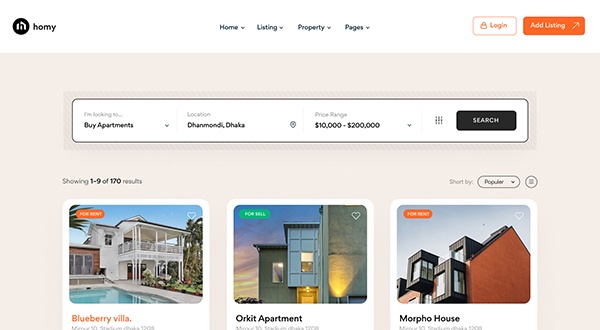 homy
Home Listing Property Pages
Login
Add Listing
I'm looking to... Location Price Range
Buy Apartments Dhanmondi, Dhaka $10,000 - $200,000 SEARCH
Showing 1–9 of 170 results Short by: Populer
FOR RENT FOR SELL FOR RENT
Blueberry villa. Orkit Apartment Morpho House
Mirpur 10, Stadium dhaka 1208 Mirpur 10, Stadium dhaka 1208 Mirpur 10, Stadium dhaka 1208